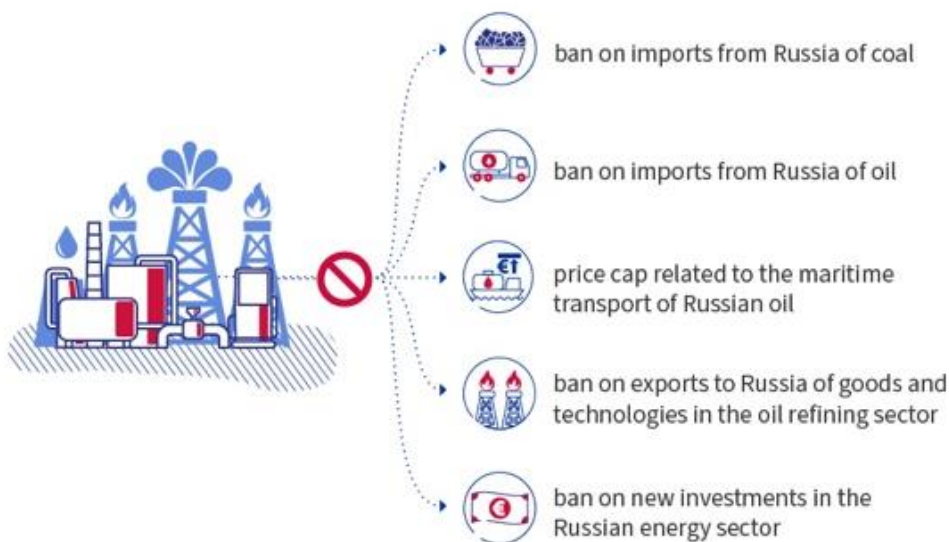 ban on imports from Russia of coal
ban on imports from Russia of oil
€↑
price cap related to the maritime
transport of Russian oil
ban on exports to Russia of goods and
technologies in the oil refining sector
€
ban on new investments in the
Russian energy sector